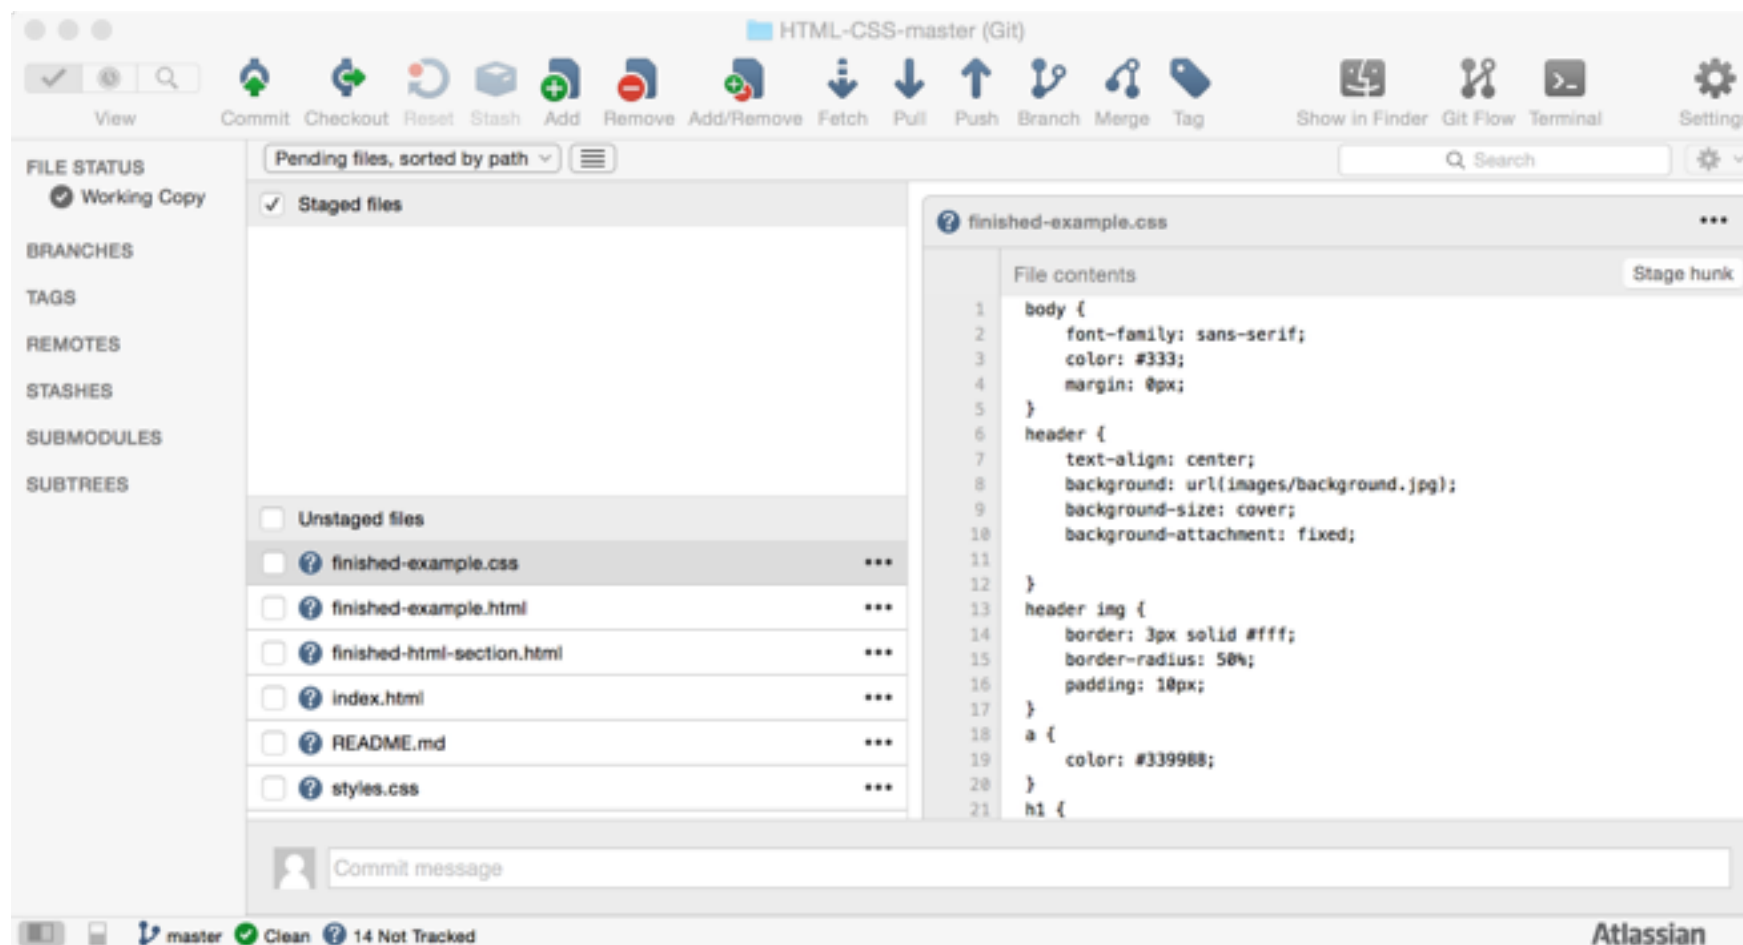 HTML-CSS-master (Git)
View Commit Checkout Reset Stash Add Remove Add/Remove Fetch Pull Push Branch Merge Tag Show in Finder Git Flow Terminal Setting
FILE STATUS
Working Copy
BRANCHES
TAGS
REMOTES
STASHES
SUBMODULES
SUBTREES
Pending files, sorted by path
Search
Staged files
Unstaged files
finished-example.css
finished-example.html
finished-html-section.html
index.html
README.md
styles.css
finished-example.css
File contents Stage hunk
1 body {
2 font-family: sans-serif;
3 color: #333;
4 margin: 0px;
5 }
6 header {
7 text-align: center;
8 background: url(images/background.jpg);
9 background-size: cover;
10 background-attachment: fixed;
11
12 }
13 header img {
14 border: 3px solid #fff;
15 border-radius: 50%;
16 padding: 10px;
17 }
18 a {
19 color: #339988;
20 }
21 h1 {
Commit message
master Clean 14 Not Tracked
Atlassian